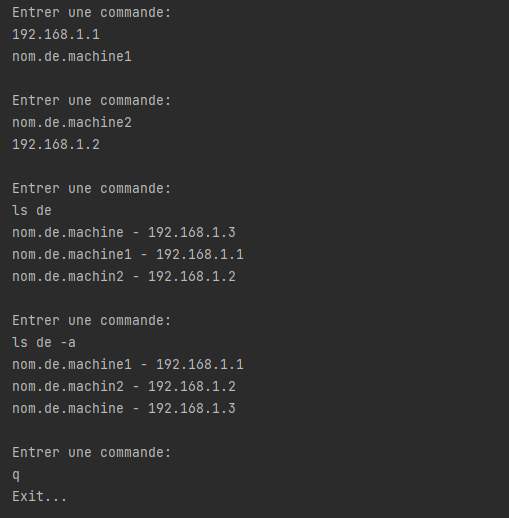 Entrer une commande:
192.168.1.1
nom.de.machine1
Entrer une commande:
nom.de.machine2
192.168.1.2
Entrer une commande:
ls de
nom.de.machine - 192.168.1.3
nom.de.machine1 - 192.168.1.1
nom.de.machin2 - 192.168.1.2
Entrer une commande:
ls de -a
nom.de.machine1 - 192.168.1.1
nom.de.machin2 - 192.168.1.2
nom.de.machine - 192.168.1.3
Entrer une commande:
q
Exit...